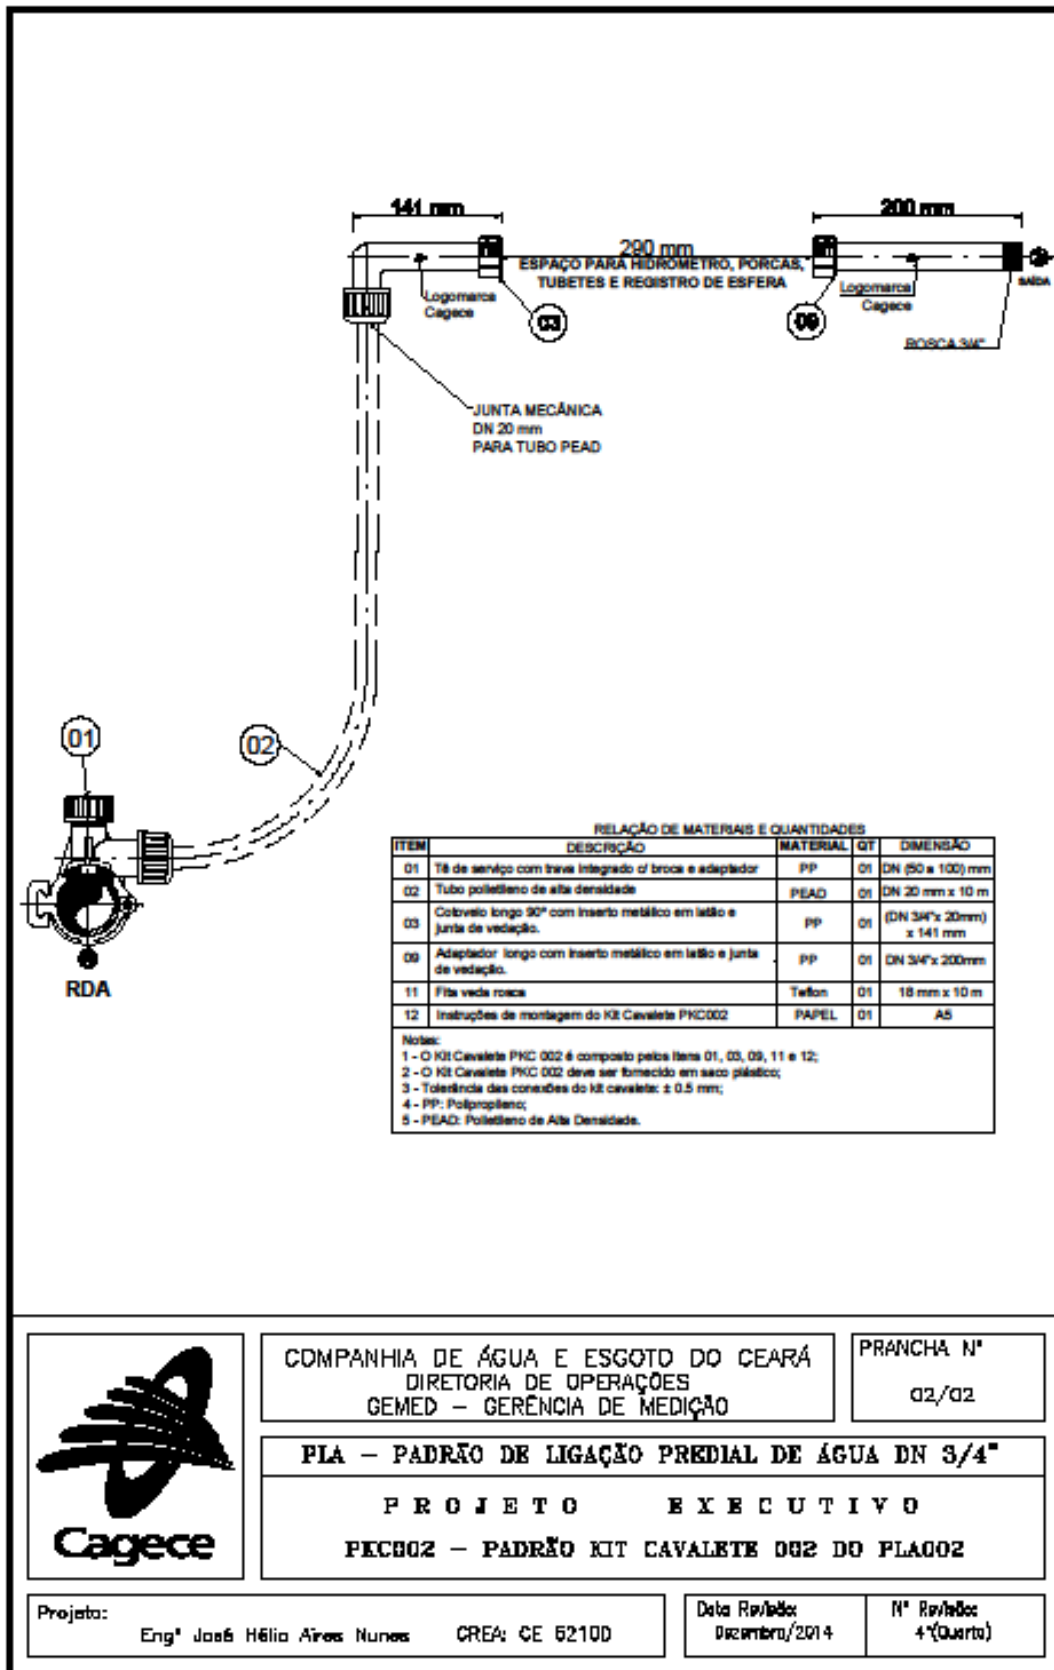 141 mm
200 mm
290 mm
ESPAÇO PARA HIDROMETRO, PORCAS,
TUBETES E REGISTRO DE ESFERA
Logomarca
Cagece
03
09
Logomarca
Cagece
SAÍDA
ROSCA 3/4"
JUNTA MECÂNICA
DN 20 mm
PARA TUBO PEAD
01
02
RDA
RELAÇÃO DE MATERIAIS E QUANTIDADES
ITEM DESCRIÇÃO MATERIAL QT DIMENSÃO
01 Tê de serviço com trava integrado c/ broca e adaptador PP 01 DN (50 a 100) mm
02 Tubo polietileno de alta densidade PEAD 01 DN 20 mm x 10 m
03 Cotovelo longo 90° com inserto metálico em latão e junta de vedação. PP 01 (DN 3/4"x 20mm) x 141 mm
09 Adaptador longo com inserto metálico em latão e junta de vedação. PP 01 DN 3/4"x 200mm
11 Fita veda rosca Teflon 01 18 mm x 10 m
12 Instruções de montagem do Kit Cavalete PKC002 PAPEL 01 A5
Notas:
1 - O Kit Cavalete PKC 002 é composto pelos itens 01, 03, 09, 11 e 12;
2 - O Kit Cavalete PKC 002 deve ser fornecido em saco plástico;
3 - Tolerância das conexões do kit cavalete: ± 0.5 mm;
4 - PP: Polipropileno;
5 - PEAD: Polietileno de Alta Densidade.
Cagece
COMPANHIA DE ÁGUA E ESGOTO DO CEARÁ
DIRETORIA DE OPERAÇÕES
GEMED – GERÊNCIA DE MEDIÇÃO
PRANCHA N°
02/02
PLA – PADRÃO DE LIGAÇÃO PREDIAL DE ÁGUA DN 3/4"
PROJETO EXECUTIVO
PKC002 – PADRÃO KIT CAVALETE 002 DO PLA002
Projeto:
Eng° José Hélio Aires Nunes CREA: CE 5210D
Data Revisão:
Dezembro/2014
N° Revisão:
4°(Quarta)